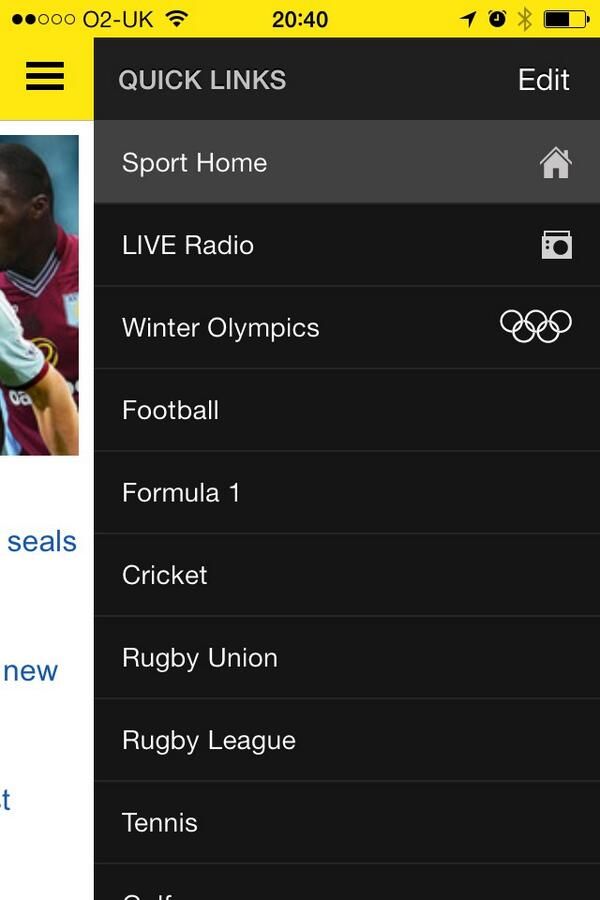 O2-UK 20:40
QUICK LINKS Edit
Sport Home
LIVE Radio
Winter Olympics
Football
Formula 1
Cricket
seals
Rugby Union
new
Rugby League
Tennis